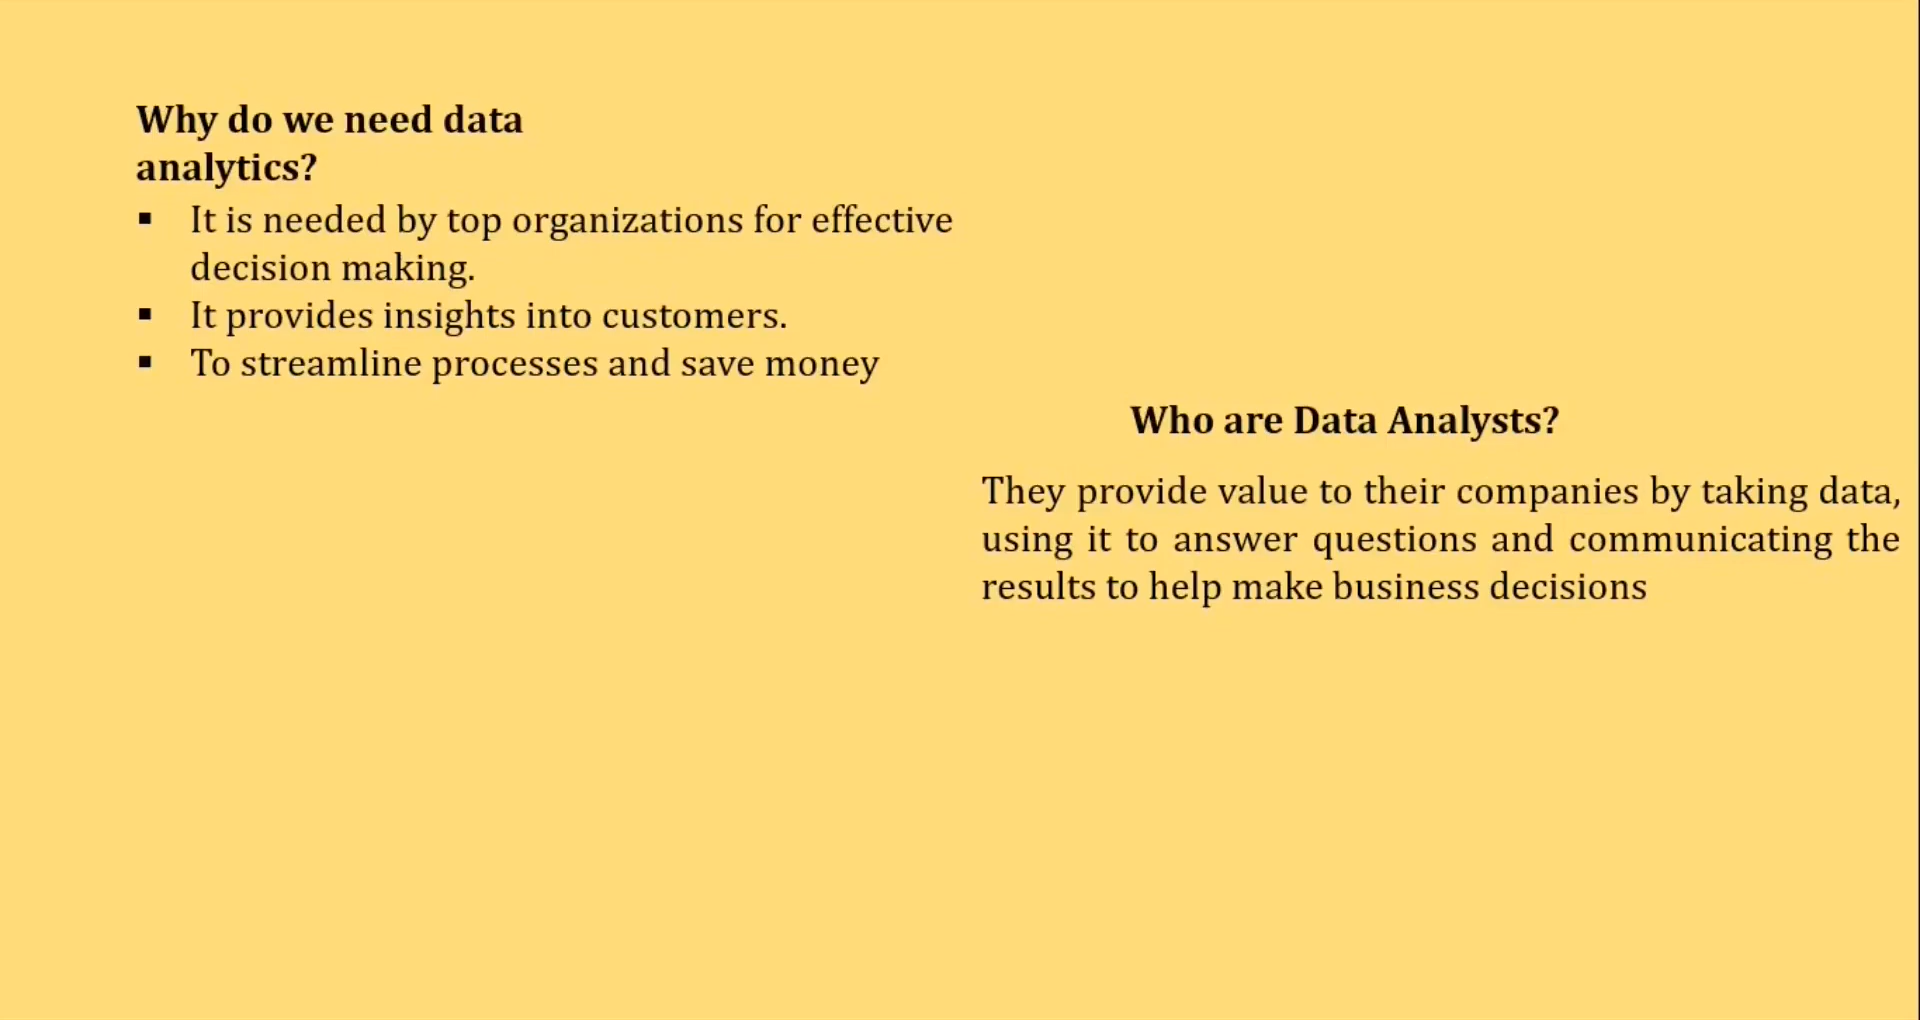 Why do we need data
analytics?
▪ It is needed by top organizations for effective
decision making.
▪ It provides insights into customers.
▪ To streamline processes and save money
Who are Data Analysts?
They provide value to their companies by taking data,
using it to answer questions and communicating the
results to help make business decisions